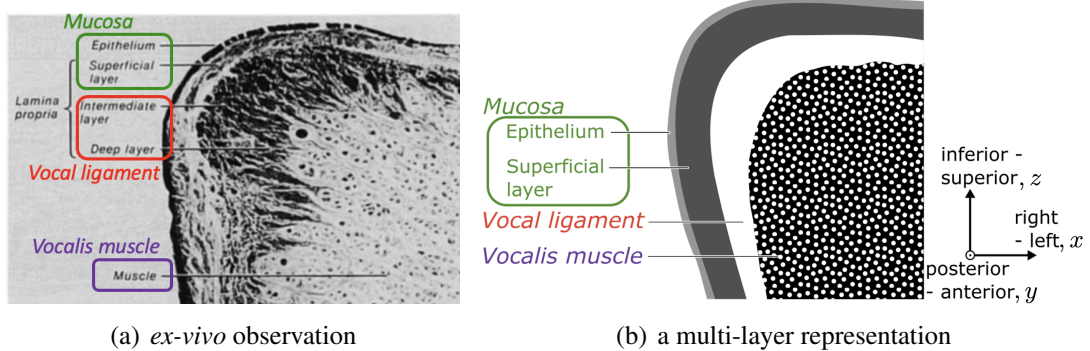 Mucosa
Epithelium
Superficial
layer
Lamina
propria
Intermediate
layer
Deep layer
Vocal ligament
Vocalis muscle
Muscle
(a) ex-vivo observation
Mucosa
Epithelium
Superficial
layer
Vocal ligament
Vocalis muscle
inferior -
superior, z
right
- left, x
posterior
- anterior, y
(b) a multi-layer representation